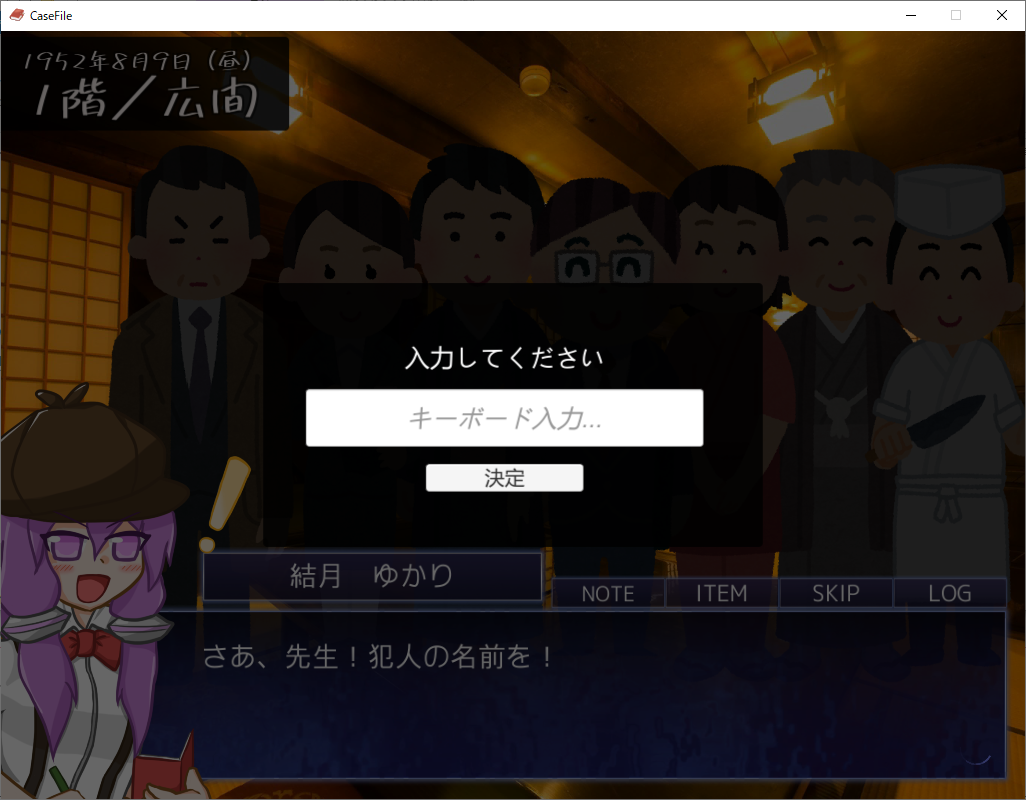 CaseFile
1952年8月9日（昼）
1階／広間
入力してください
キーボード入力...
決定
結月　ゆかり
NOTE
ITEM
SKIP
LOG
さあ、先生！犯人の名前を！